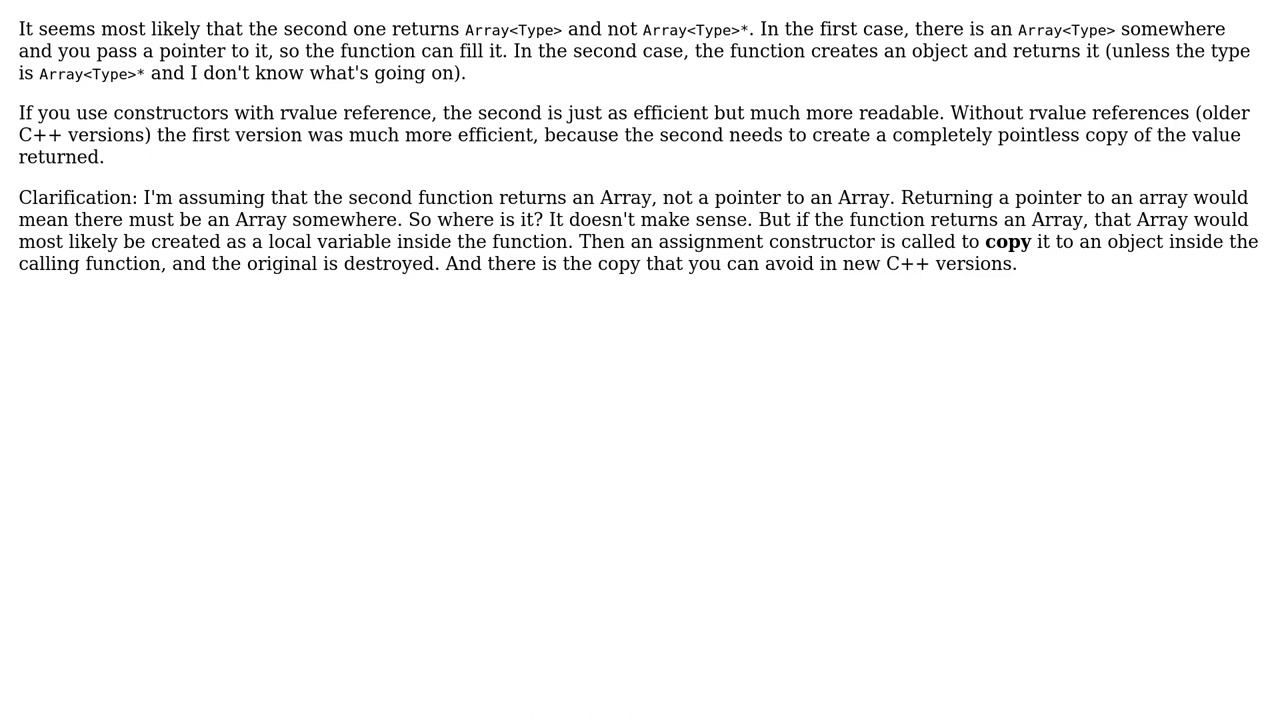 It seems most likely that the second one returns Array<Type> and not Array<Type>*. In the first case, there is an Array<Type> somewhere
and you pass a pointer to it, so the function can fill it. In the second case, the function creates an object and returns it (unless the type
is Array<Type>* and I don't know what's going on).
If you use constructors with rvalue reference, the second is just as efficient but much more readable. Without rvalue references (older
C++ versions) the first version was much more efficient, because the second needs to create a completely pointless copy of the value
returned.
Clarification: I'm assuming that the second function returns an Array, not a pointer to an Array. Returning a pointer to an array would
mean there must be an Array somewhere. So where is it? It doesn't make sense. But if the function returns an Array, that Array would
most likely be created as a local variable inside the function. Then an assignment constructor is called to copy it to an object inside the
calling function, and the original is destroyed. And there is the copy that you can avoid in new C++ versions.